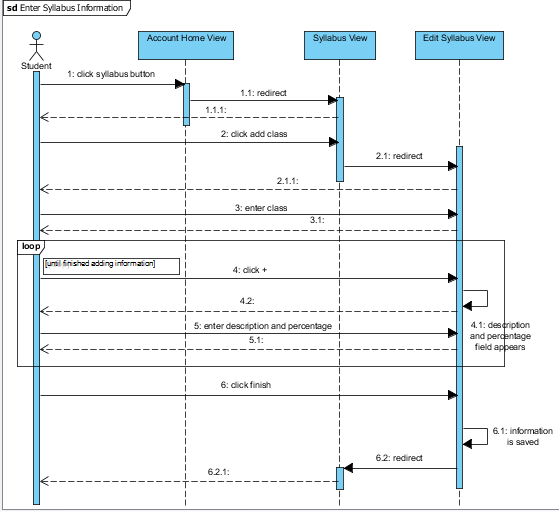 sd Enter Syllabus Information
Account Home View
Syllabus View
Edit Syllabus View
Student
1: click syllabus button
1.1: redirect
1.1.1:
2: click add class
2.1: redirect
2.1.1:
3: enter class
3.1:
loop
[until finished adding information]
4: click +
4.2:
4.1: description
and percentage
field appears
5: enter description and percentage
5.1:
6: click finish
6.1: information
is saved
6.2: redirect
6.2.1: